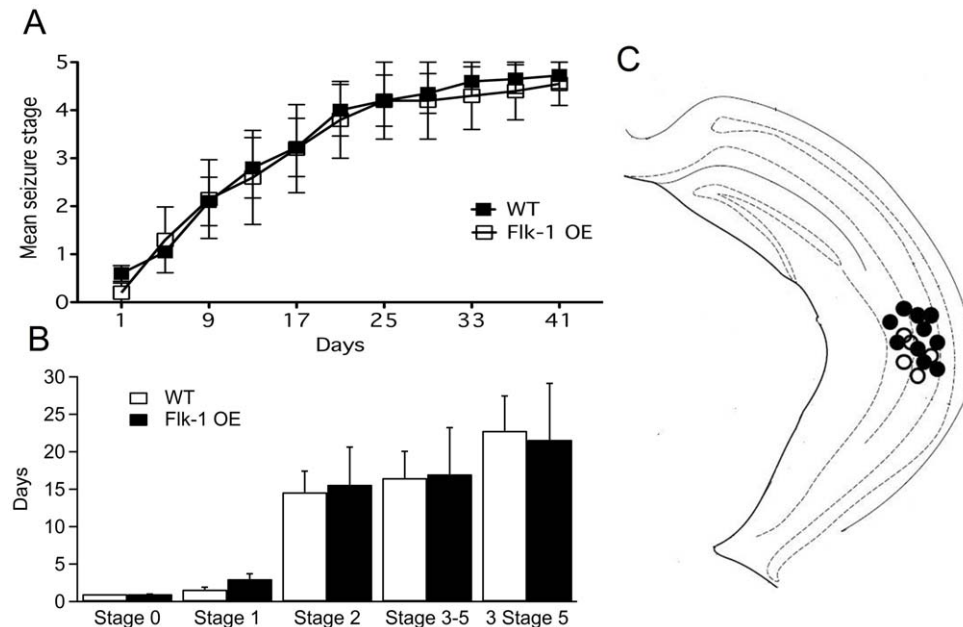 A
Mean seizure stage
5
4
3
2
1
0
WT
Flk-1 OE
1 9 17 25 33 41
Days
B
Days
30
25
20
15
10
5
0
WT
Flk-1 OE
Stage 0 Stage 1 Stage 2 Stage 3-5 3 Stage 5
C